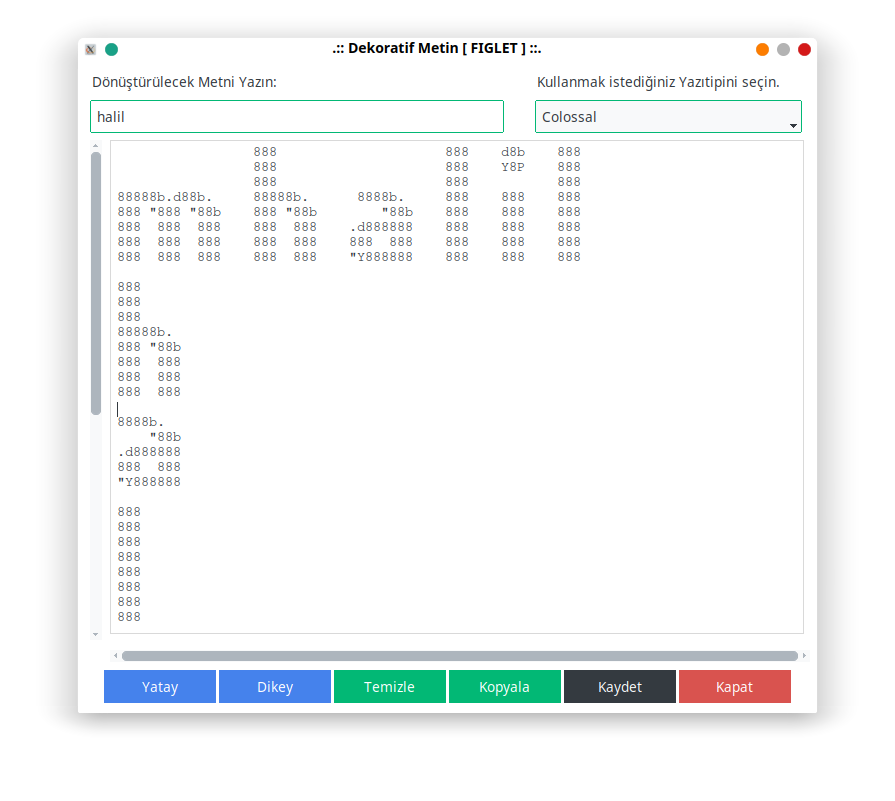 .:: Dekoratif Metin [ FIGLET ] ::.
Dönüştürülecek Metni Yazın:
Kullanmak istediğiniz Yazıtipini seçin.
halil
Colossal
                 888                     888    d8b    888
                 888                     888    Y8P    888
                 888                     888           888
88888b.d88b.     88888b.      8888b.     888    888    888
888 "888 "88b    888 "88b        "88b    888    888    888
888  888  888    888  888    .d888888    888    888    888
888  888  888    888  888    888  888    888    888    888
888  888  888    888  888    "Y888888    888    888    888

888
888
888
88888b.
888 "88b
888  888
888  888
888  888

8888b.
    "88b
.d888888
888  888
"Y888888

888
888
888
888
888
888
888
888
Yatay
Dikey
Temizle
Kopyala
Kaydet
Kapat